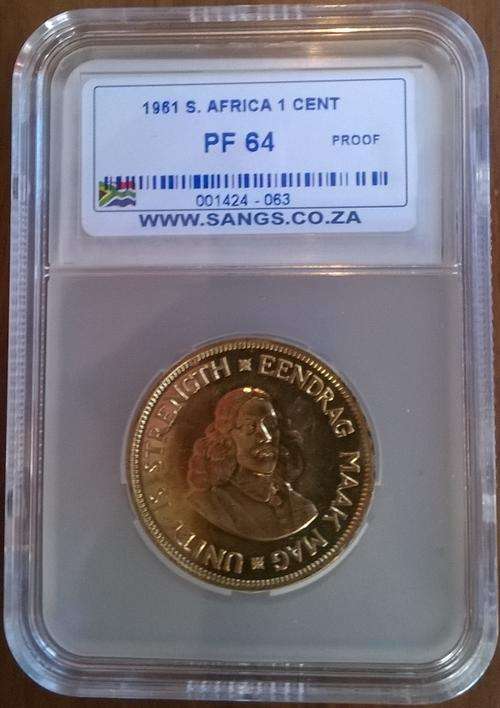 1961 S. AFRICA 1 CENT
PF 64 PROOF
001424 - 063
WWW.SANGS.CO.ZA
UNITY IS STRENGTH ※ EENDRAG MAAK MAG ※